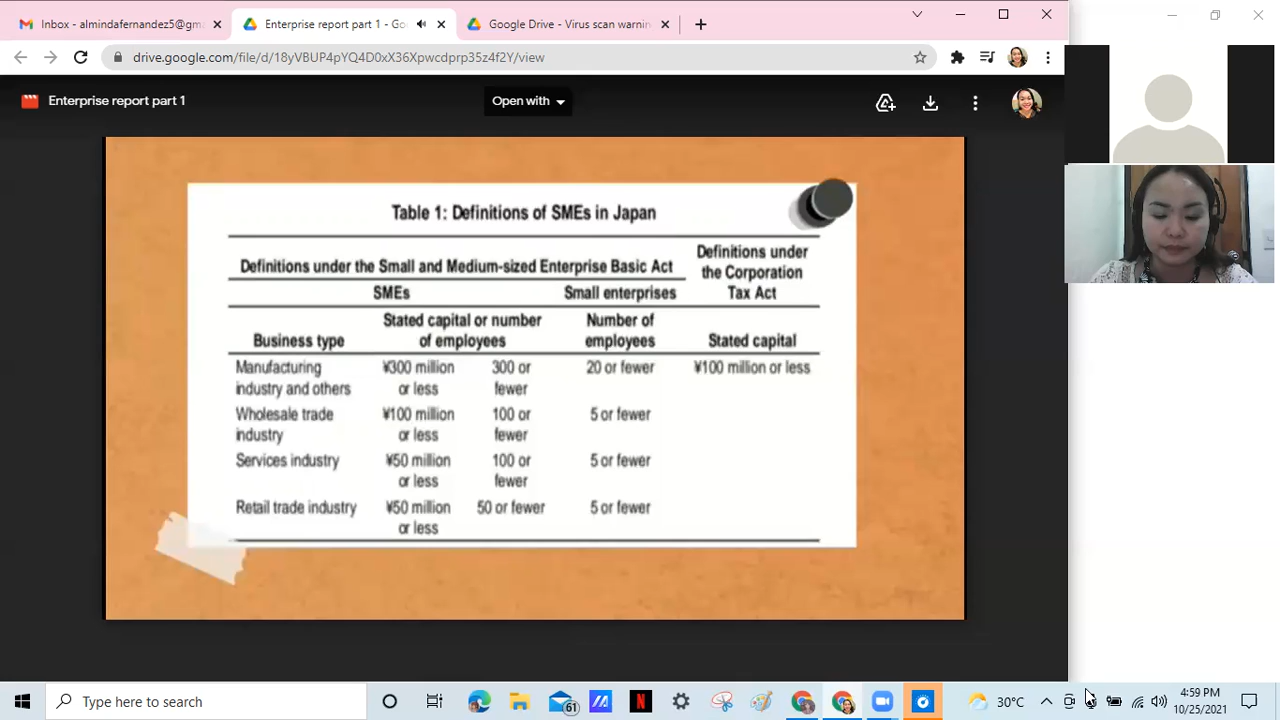 Inbox - almindafernandez5@gma
Enterprise report part 1 - Go
Google Drive - Virus scan warnin
drive.google.com/file/d/18yVBUP4pYQ4D0xX36Xpwcdprp35z4f2Y/view
Enterprise report part 1
Open with
Table 1: Definitions of SMEs in Japan
Definitions under the Small and Medium-sized Enterprise Basic Act
Definitions under
the Corporation
Tax Act
SMEs
Small enterprises
Business type
Stated capital or number
of employees
Number of
employees
Stated capital
Manufacturing
industry and others
¥300 million
or less
300 or
fewer
20 or fewer
¥100 million or less
Wholesale trade
industry
¥100 million
or less
100 or
fewer
5 or fewer
Services industry
¥50 million
or less
100 or
fewer
5 or fewer
Retail trade industry
¥50 million
or less
50 or fewer
5 or fewer
Type here to search
61
N
30°C
4:59 PM
10/25/2021